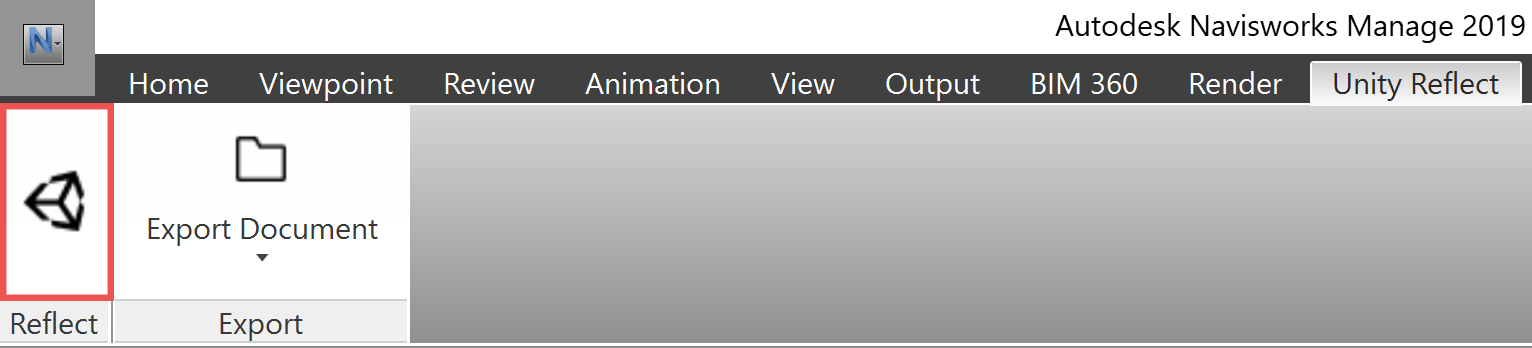 Autodesk Navisworks Manage 2019
Home Viewpoint Review Animation View Output BIM 360 Render Unity Reflect
Export Document
Reflect Export